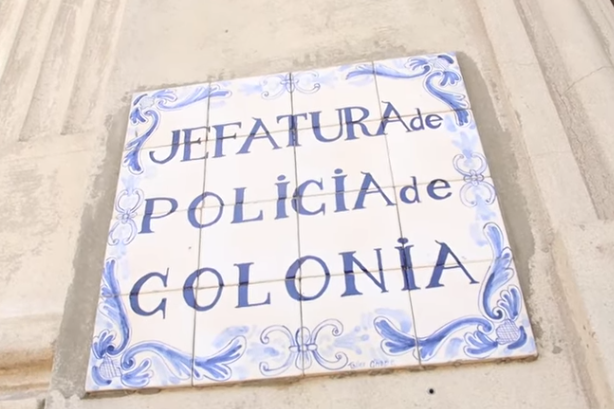 JEFATURA de
POLICIA de
COLONIA